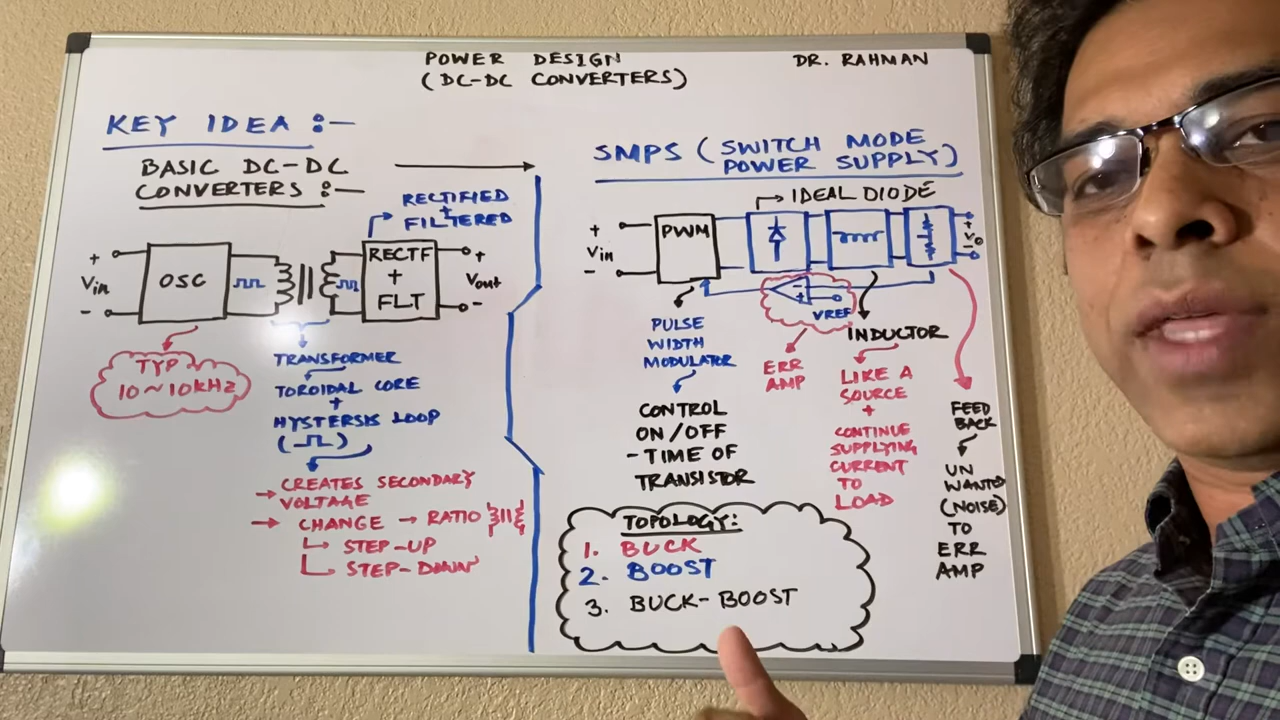 POWER DESIGN
(DC-DC CONVERTERS)
DR. RAHMAN
KEY IDEA :-
BASIC DC-DC
CONVERTERS :-
RECTIFIED
+
FILTERED
+
Vin
-
OSC
RECTF
+
FLT
+
Vout
-
TYP
10~10kHz
TRANSFORMER
TOROIDAL CORE
+
HYSTERSIS LOOP
( )
→ CREATES SECONDARY
VOLTAGE
→ CHANGE → RATIO
STEP-UP
STEP-DOWN
SMPS (SWITCH MODE
POWER SUPPLY)
→ IDEAL DIODE
+
Vin
-
PWM
+
Vo
-
- +
VREF
PULSE
WIDTH
MODULATOR
CONTROL
ON/OFF
-TIME OF
TRANSISTOR
ERR
AMP
INDUCTOR
LIKE A
SOURCE
+
CONTINUE
SUPPLYING
CURRENT
TO
LOAD
FEED
BACK
UN
WANTED
(NOISE)
TO
ERR
AMP
TOPOLOGY:
1. BUCK
2. BOOST
3. BUCK-BOOST